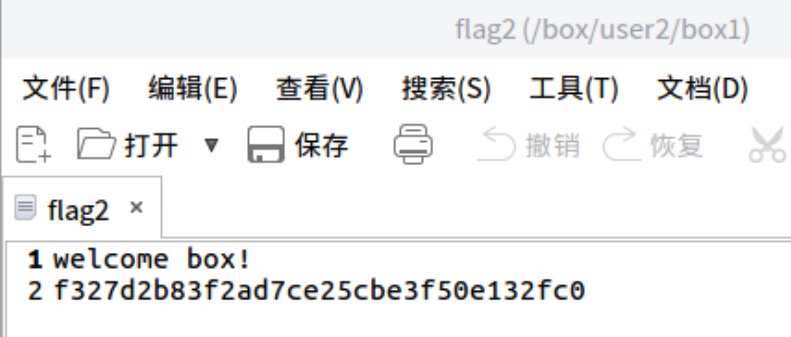 flag2 (/box/user2/box1)
文件(F) 编辑(E) 查看(V) 搜索(S) 工具(T) 文档(D)
打开 保存 撤销 恢复
flag2
1 welcome box!
2 f327d2b83f2ad7ce25cbe3f50e132fc0